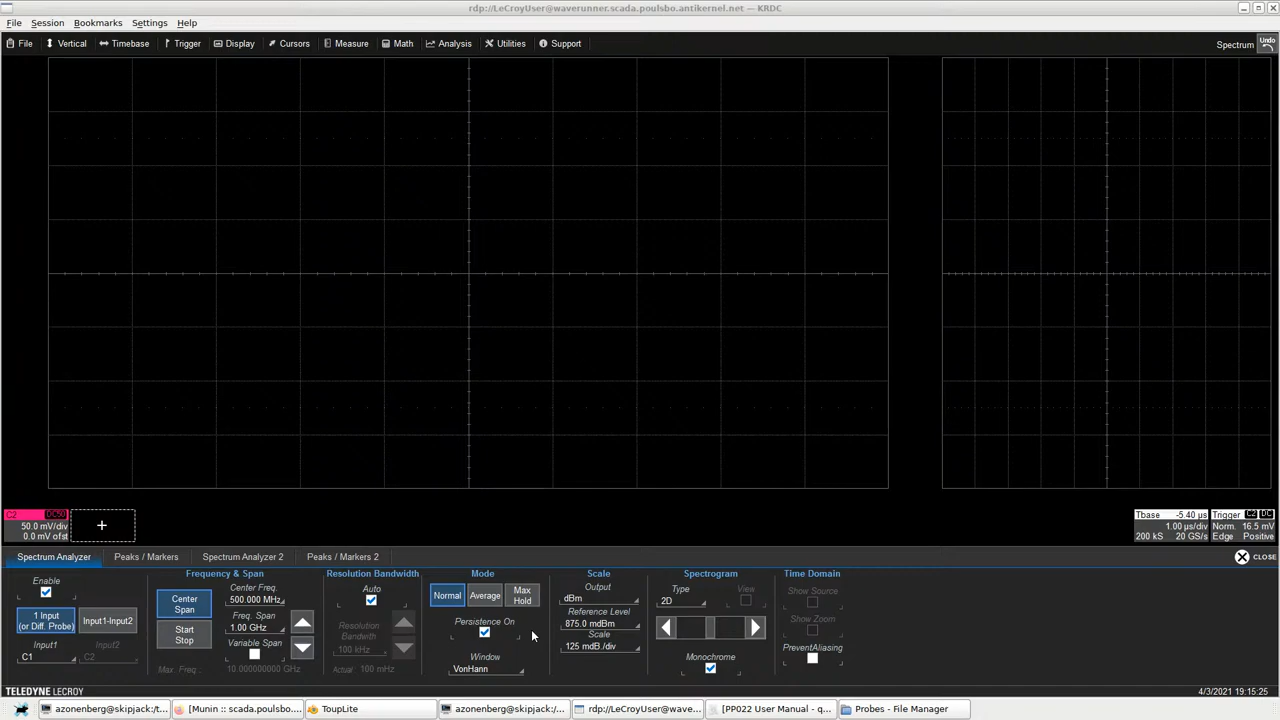 rdp://LeCroyUser@waverunner.scada.poulsbo.antikernel.net — KRDC
File Session Bookmarks Settings Help
File Vertical Timebase Trigger Display Cursors Measure Math Analysis Utilities Support Spectrum Undo
C2 DC50
50.0 mV/div
0.0 mV ofst
+
Tbase -5.40 µs
1.00 µs/div
200 kS 20 GS/s
Trigger C2 DC
Norm. 16.5 mV
Edge Positive
Spectrum Analyzer Peaks / Markers Spectrum Analyzer 2 Peaks / Markers 2 CLOSE
Enable
1 Input
(or Diff. Probe)
Input1-Input2
Input1
C1
Input2
C2
Frequency & Span
Center
Span
Start
Stop
Center Freq.
500.000 MHz
Freq. Span
1.00 GHz
Variable Span
Max. Freq.
10.00000000 GHz
Resolution Bandwidth
Auto
Resolution
Bandwith
100 kHz
Actual: 100 mHz
Mode
Normal
Average
Max
Hold
Persistence On
Window
VonHann
Scale
Output
dBm
Reference Level
875.0 mdBm
Scale
125 mdB /div
Spectrogram
Type
2D
View
Monochrome
Time Domain
Show Source
Show Zoom
PreventAliasing
TELEDYNE LECROY
4/3/2021 19:15:25
azonenberg@skipjack:/t...
[Munin :: scada.poulsbo....
ToupLite
azonenberg@skipjack:/...
rdp://LeCroyUser@wave...
[PP022 User Manual - q...
Probes - File Manager